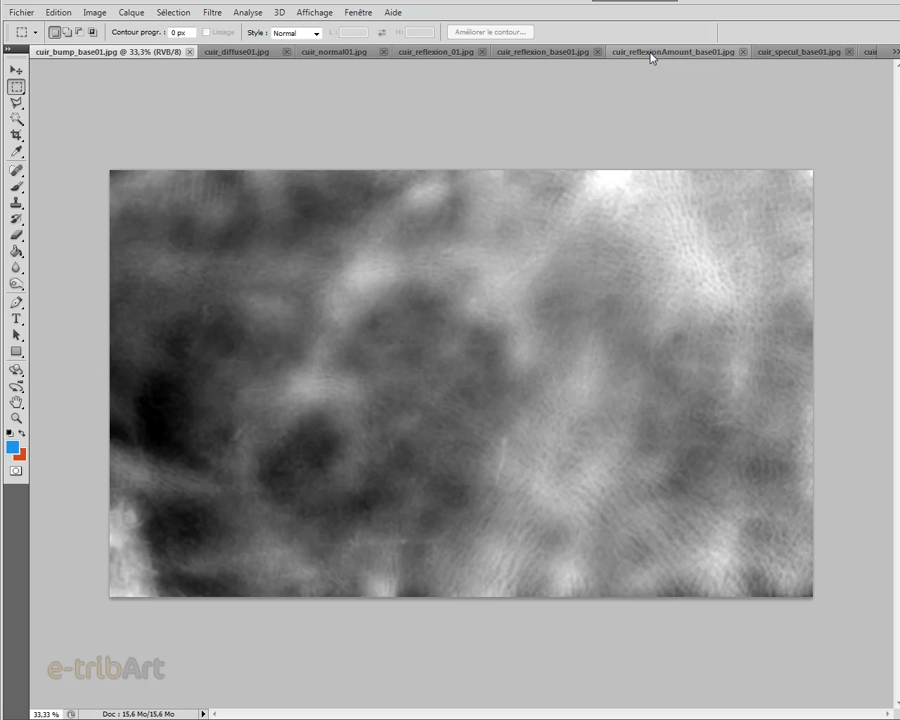 Fichier Edition Image Calque Sélection Filtre Analyse 3D Affichage Fenêtre Aide
Contour progr. : 0 px Lissage Style : Normal L : H : Améliorer le contour...
cuir_bump_base01.jpg @ 33,3% (RVB/8) cuir_diffuse01.jpg cuir_normal01.jpg cuir_reflexion_01.jpg cuir_reflexion_base01.jpg cuir_reflexionAmount_base01.jpg cuir_specul_base01.jpg cuir
e-tribArt
33,33 % Doc : 15,6 Mo/15,6 Mo